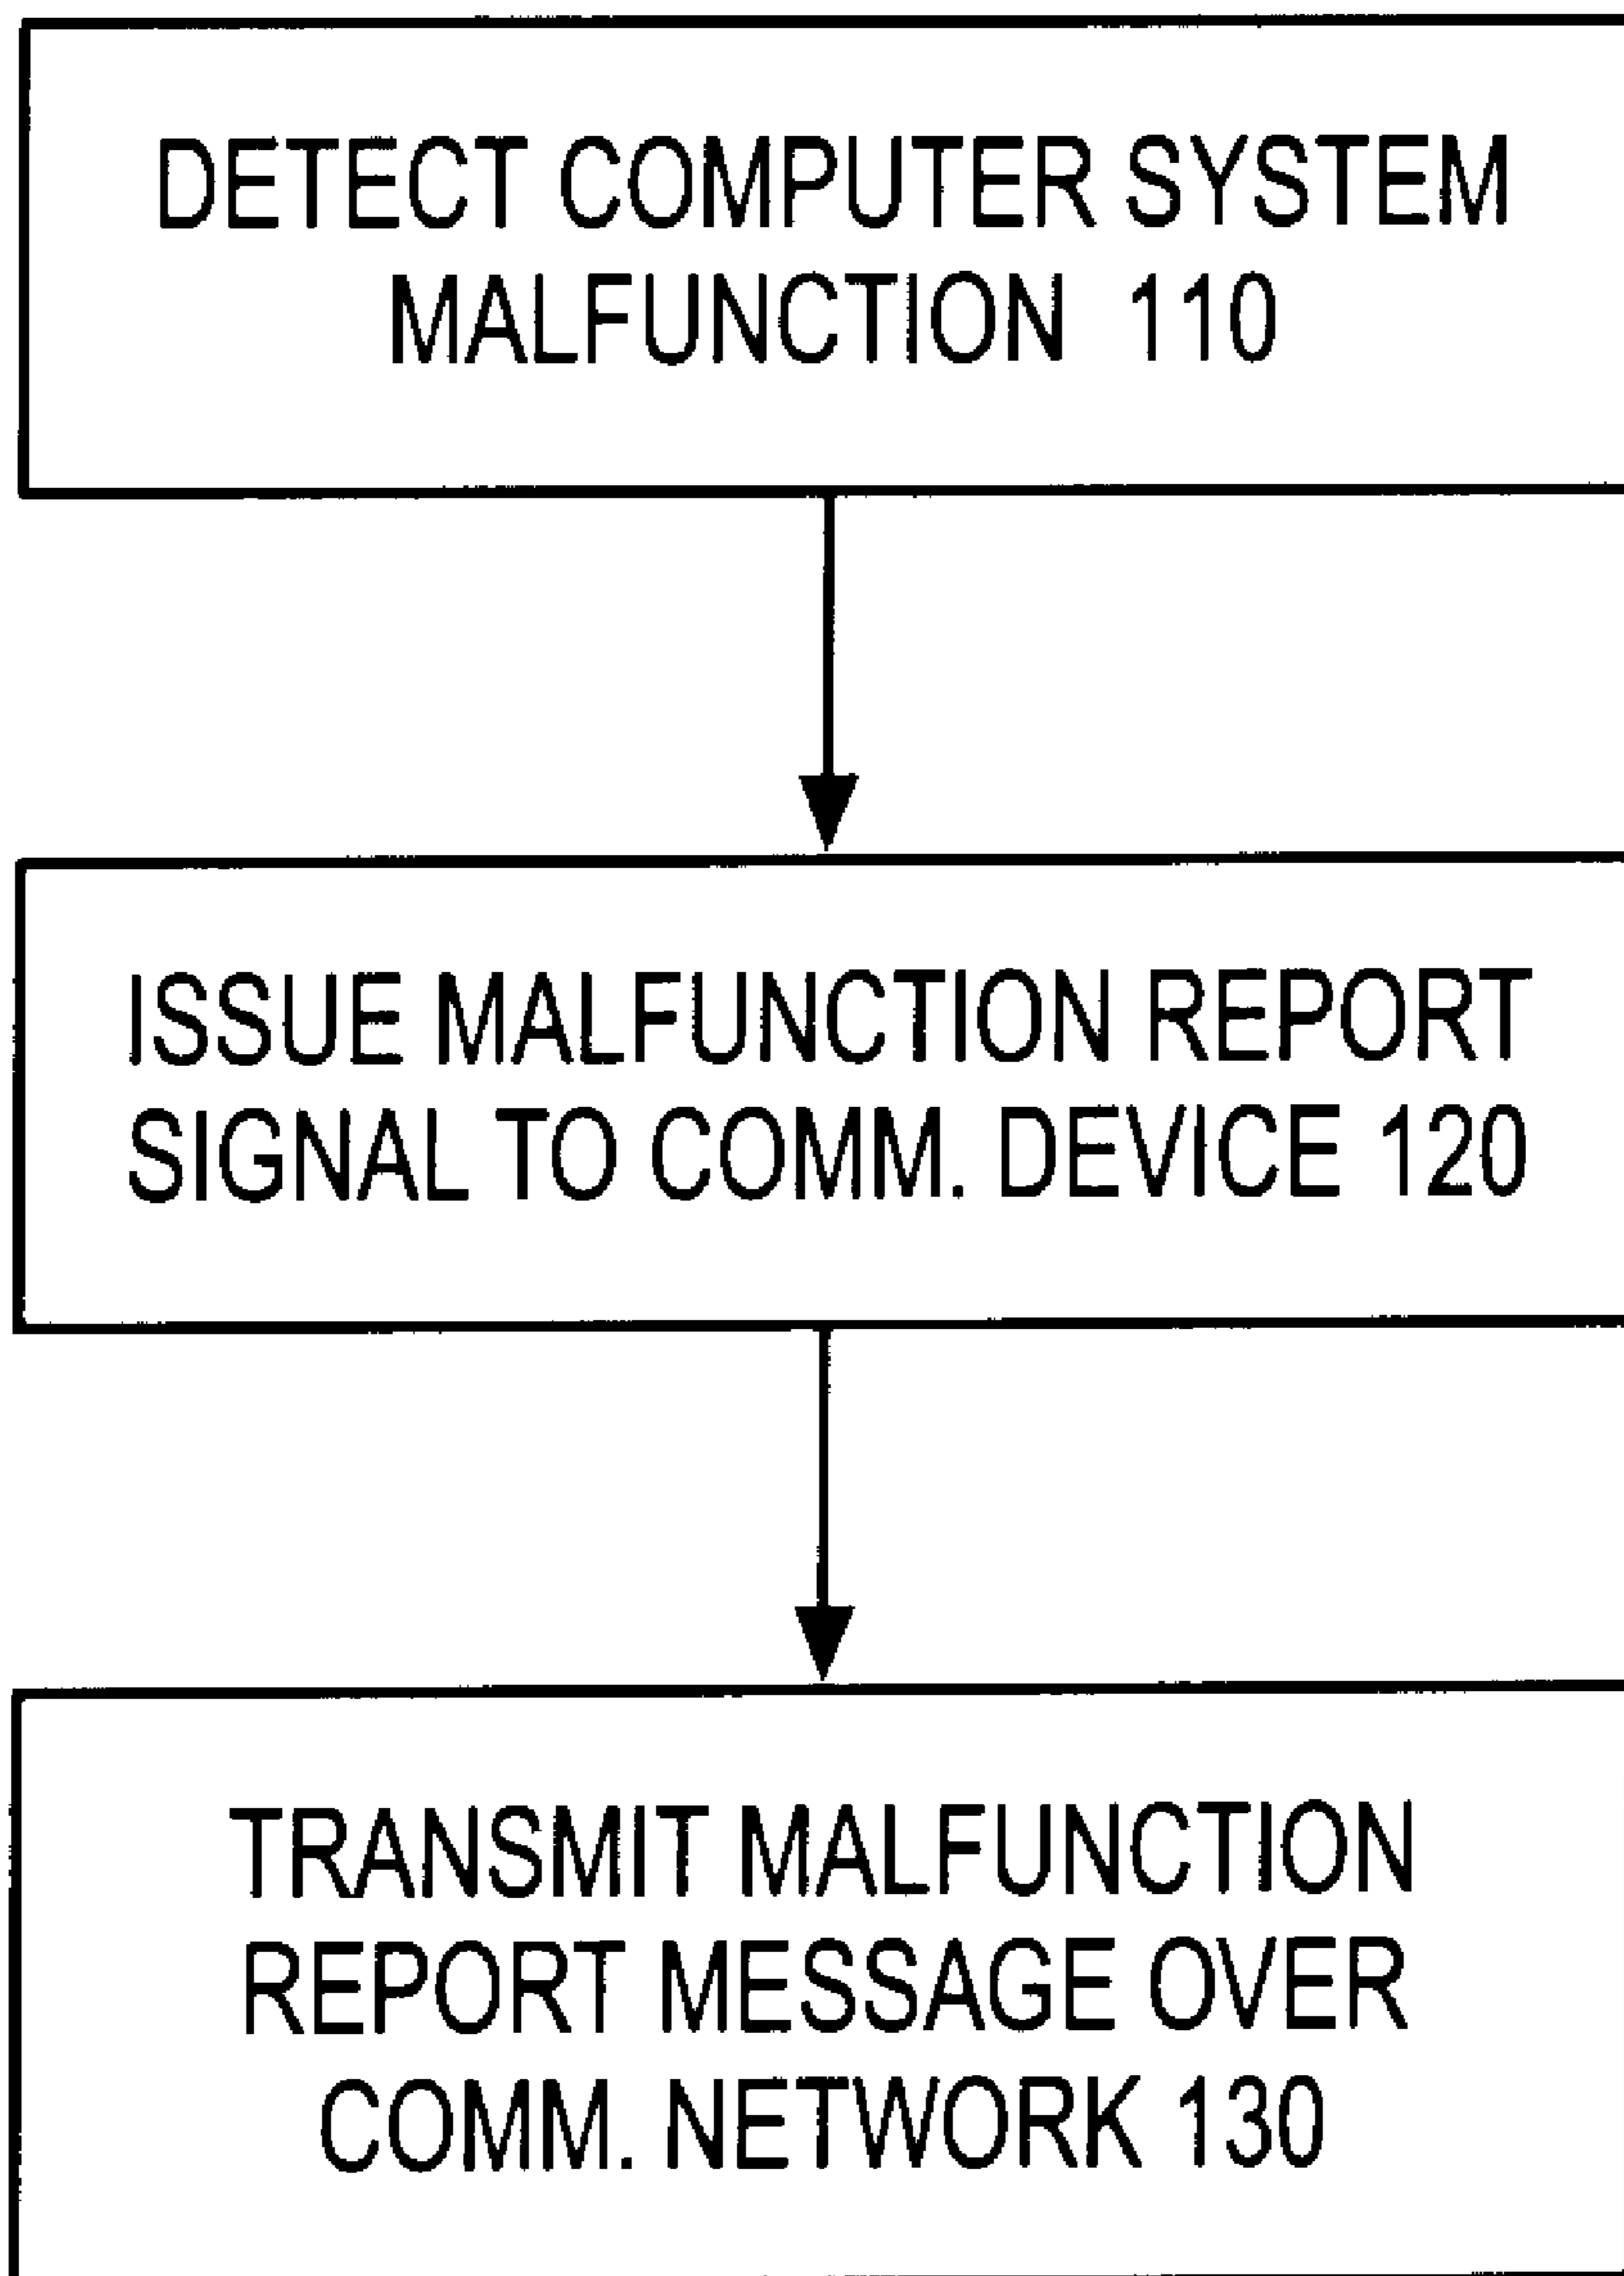 DETECT COMPUTER SYSTEM
MALFUNCTION 110
ISSUE MALFUNCTION REPORT
SIGNAL TO COMM. DEVICE 120
TRANSMIT MALFUNCTION
REPORT MESSAGE OVER
COMM. NETWORK 130